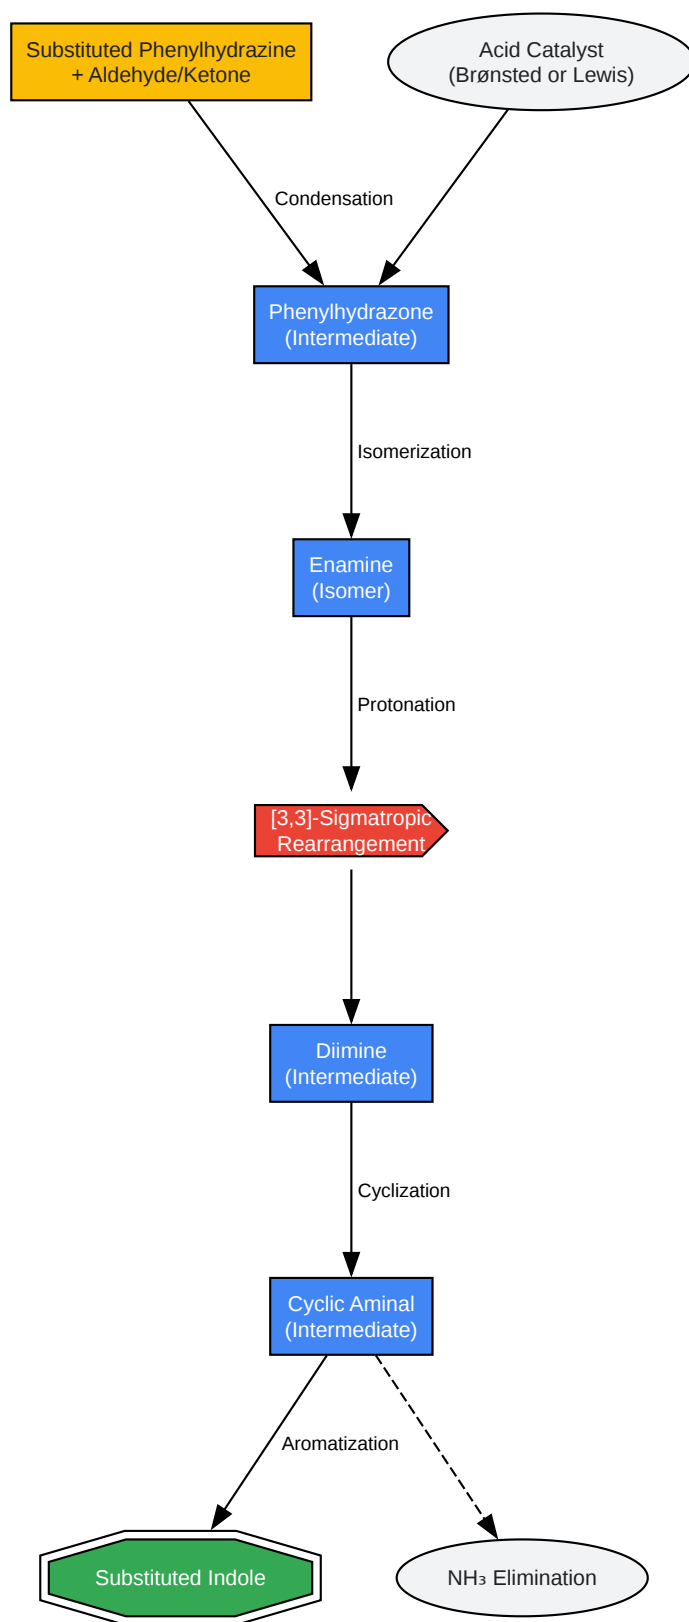 Substituted Phenylhydrazine
+ Aldehyde/Ketone
Acid Catalyst
(Brønsted or Lewis)
Condensation
Phenylhydrazone
(Intermediate)
Isomerization
Enamine
(Isomer)
Protonation
[3,3]-Sigmatropic
Rearrangement
Diimine
(Intermediate)
Cyclization
Cyclic Aminal
(Intermediate)
Aromatization
Substituted Indole
NH₃ Elimination